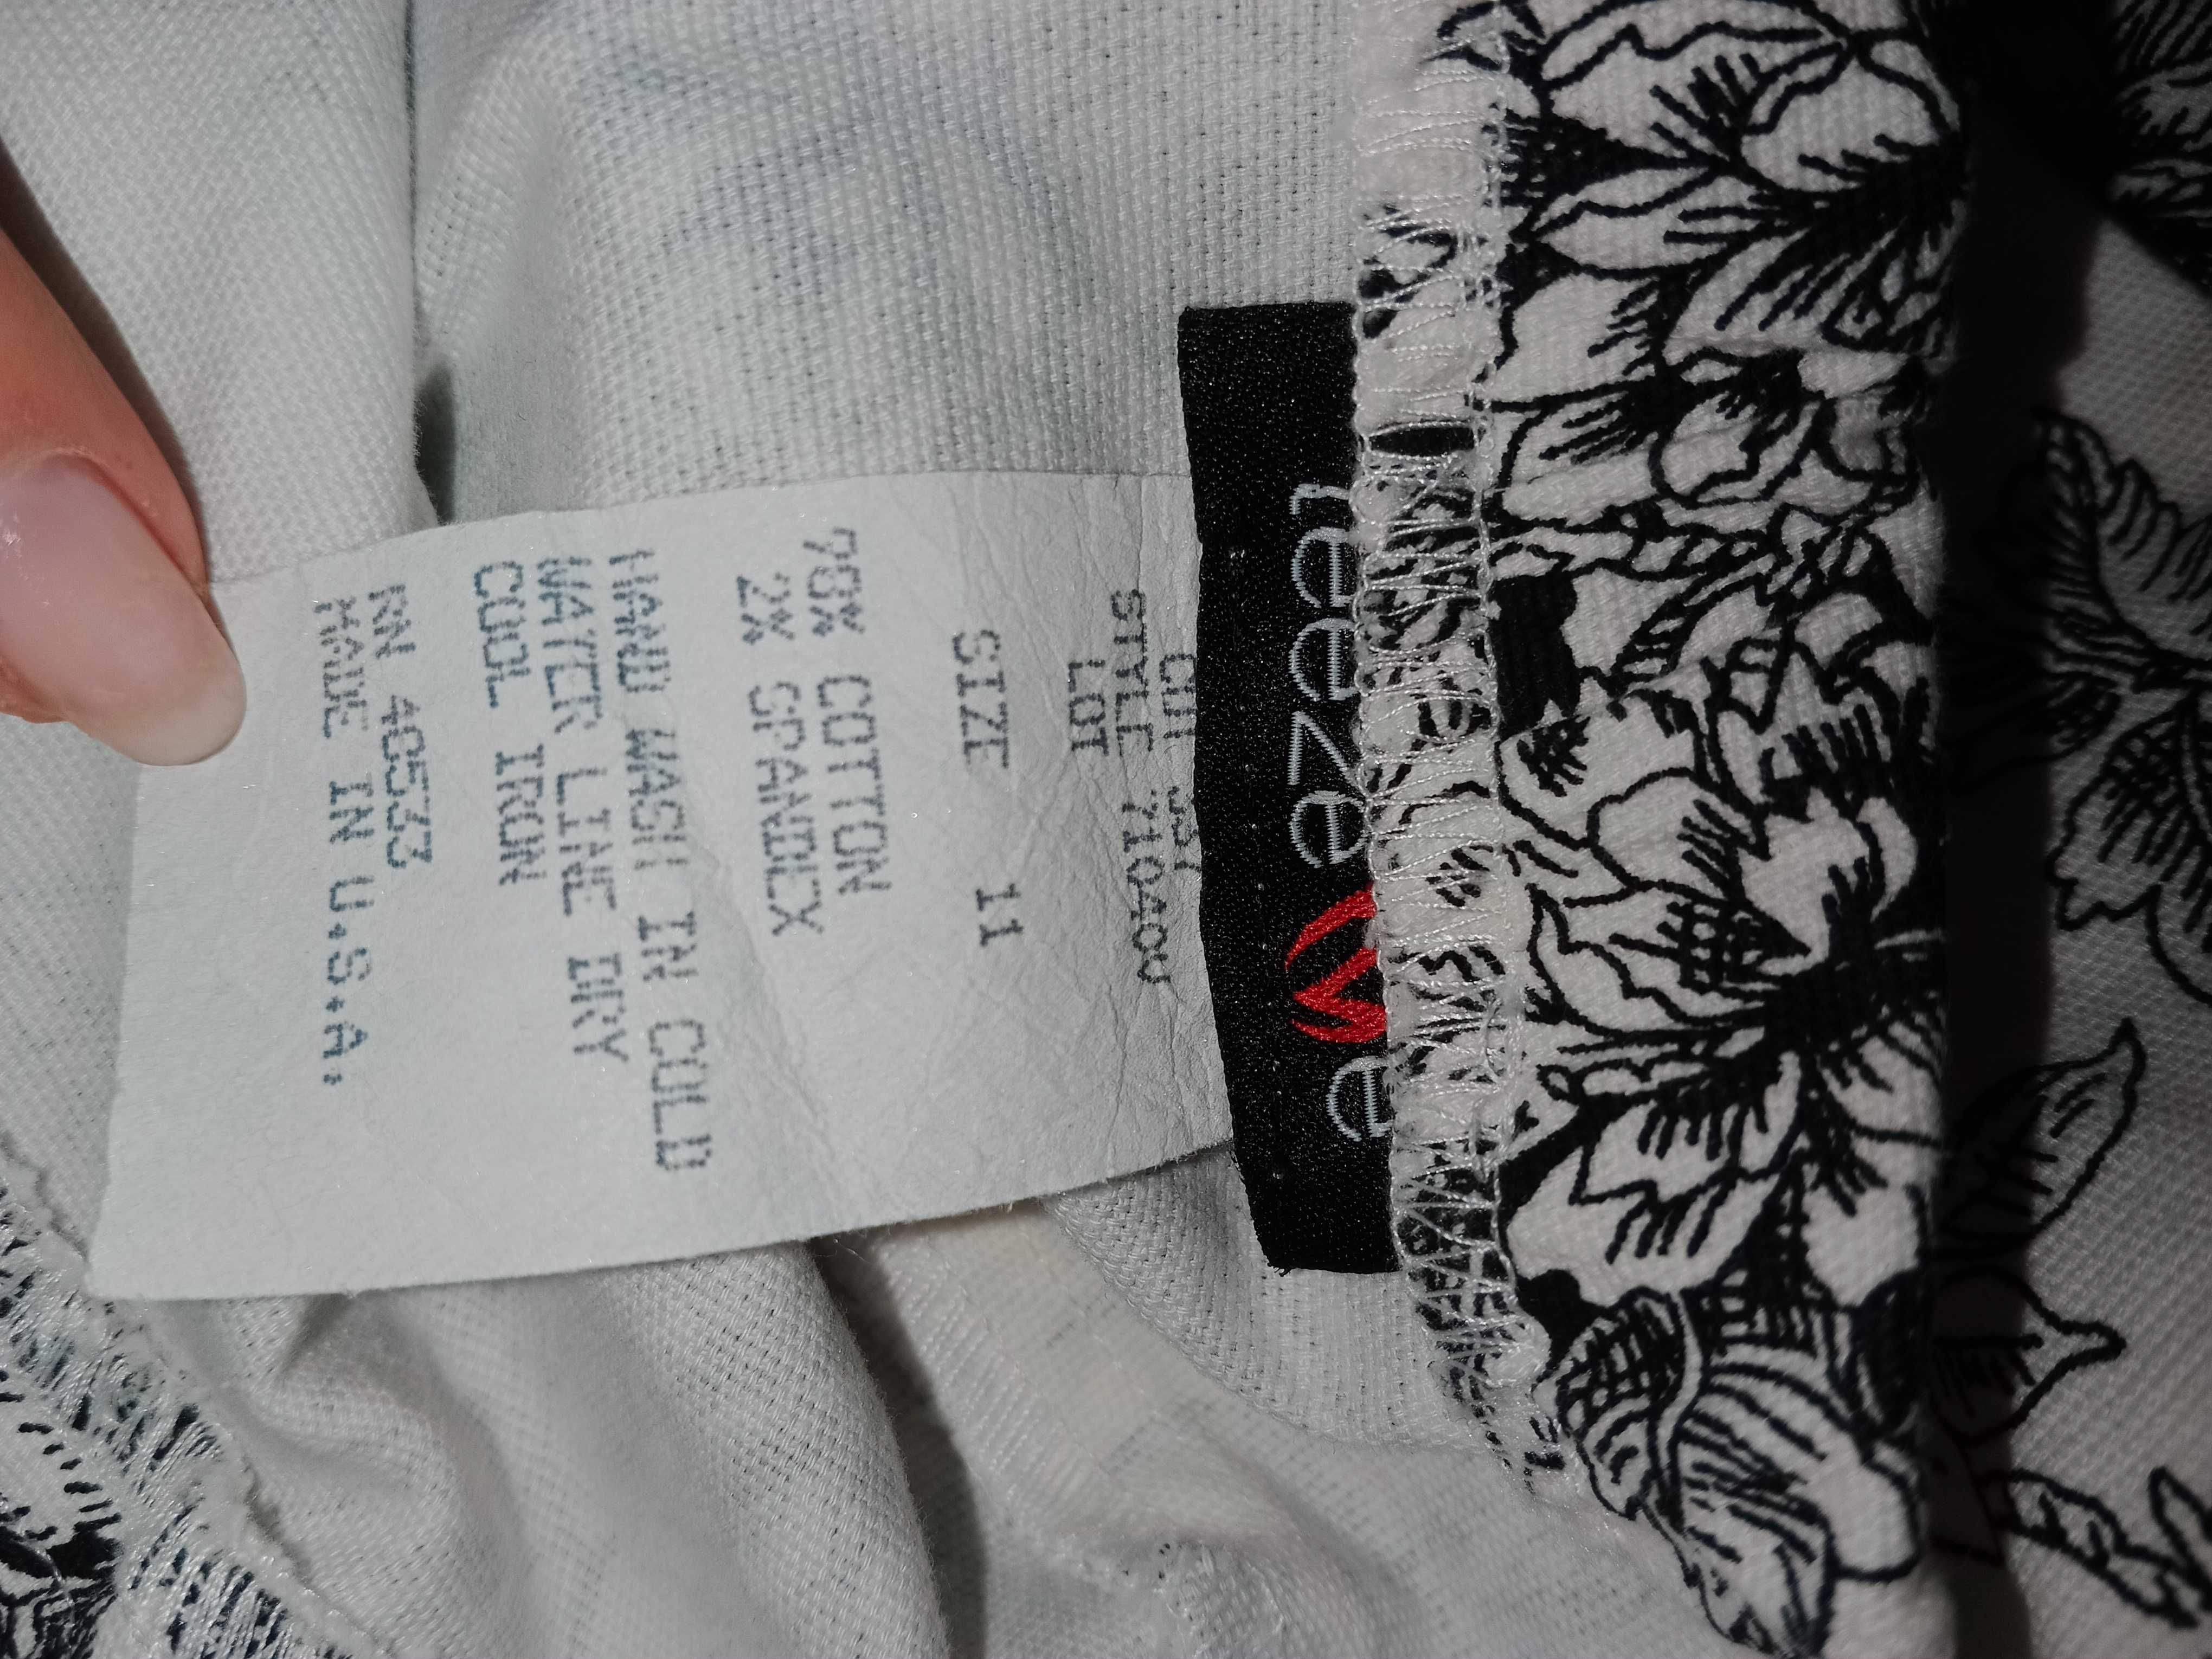 reeze me
STYLE 71040V
LOT
SIZE 11
98% COTTON
2% SPANDEX
HAND WASH IN COLD
WATER LINE DRY
COOL IRON
RN 40533
MADE IN U.S.A.